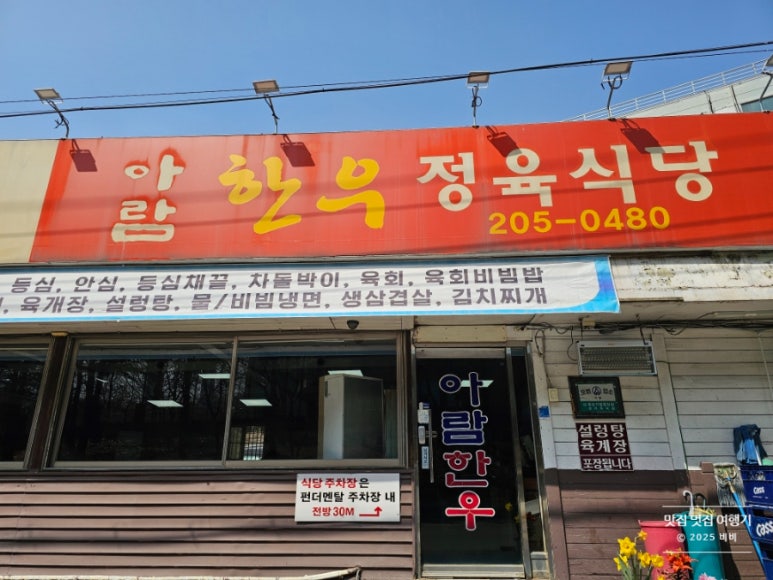 아람 한우 정육식당
205-0480
등심, 안심, 등심채끝, 차돌박이, 육회, 육회비빔밥
, 육개장, 설렁탕, 물/비빔냉면, 생삼겹살, 김치찌개
아람한우
식당 주차장은
펀더멘탈 주차장 내
전방 30M
설렁탕
육계장
포장됩니다
Cass
Cass
맛집 멋집 여행기
© 2025 비비